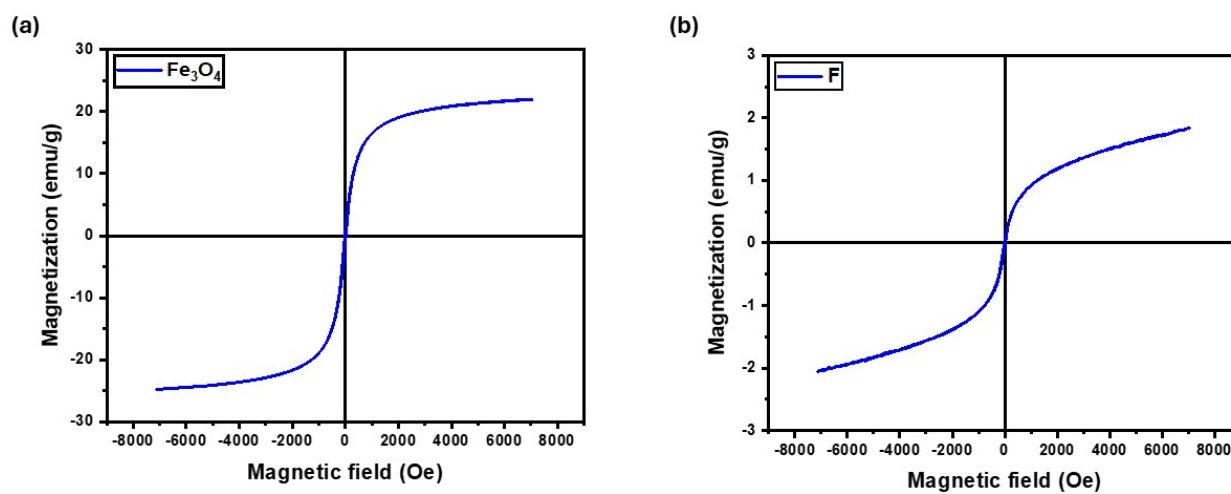 (a)
Fe₃O₄
Magnetization (emu/g)
30
20
10
0
-10
-20
-30
-8000 -6000 -4000 -2000 0 2000 4000 6000 8000
Magnetic field (Oe)
(b)
F
Magnetization (emu/g)
3
2
1
0
-1
-2
-3
-8000 -6000 -4000 -2000 0 2000 4000 6000 8000
Magnetic field (Oe)